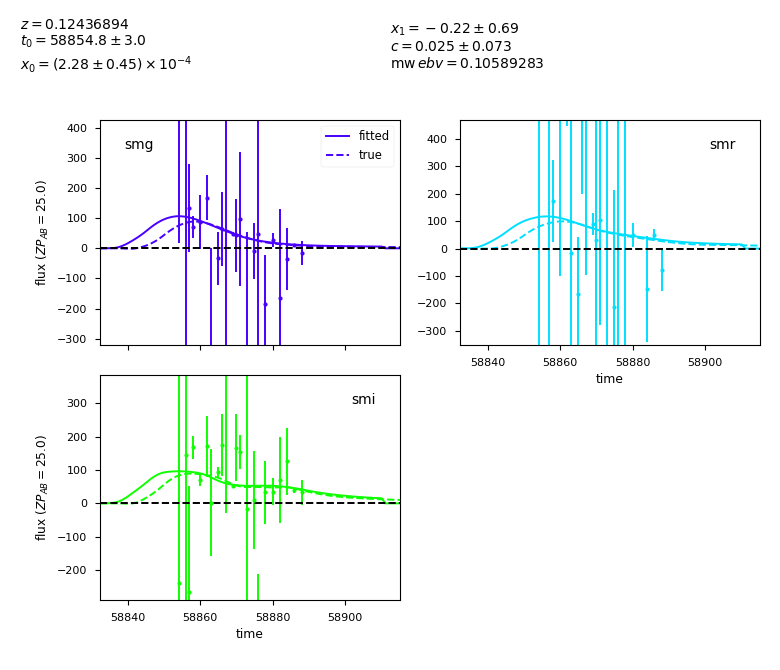 z = 0.12436894
t₀ = 58854.8 ± 3.0
x₀ = (2.28 ± 0.45) × 10⁻⁴
x₁ = −0.22 ± 0.69
c = 0.025 ± 0.073
mw ebv = 0.10589283
smg
fitted
true
400
300
200
100
0
−100
−200
−300
flux (ZP_AB = 25.0)
smr
400
300
200
100
0
−100
−200
−300
58840 58860 58880 58900
time
smi
300
200
100
0
−100
−200
flux (ZP_AB = 25.0)
58840 58860 58880 58900
time